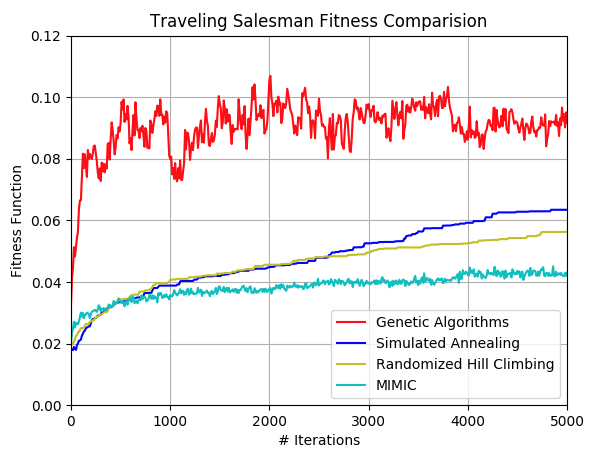 Traveling Salesman Fitness Comparision
0.12
0.10
0.08
0.06
0.04
0.02
0.00
Fitness Function
0 1000 2000 3000 4000 5000
# Iterations
Genetic Algorithms
Simulated Annealing
Randomized Hill Climbing
MIMIC